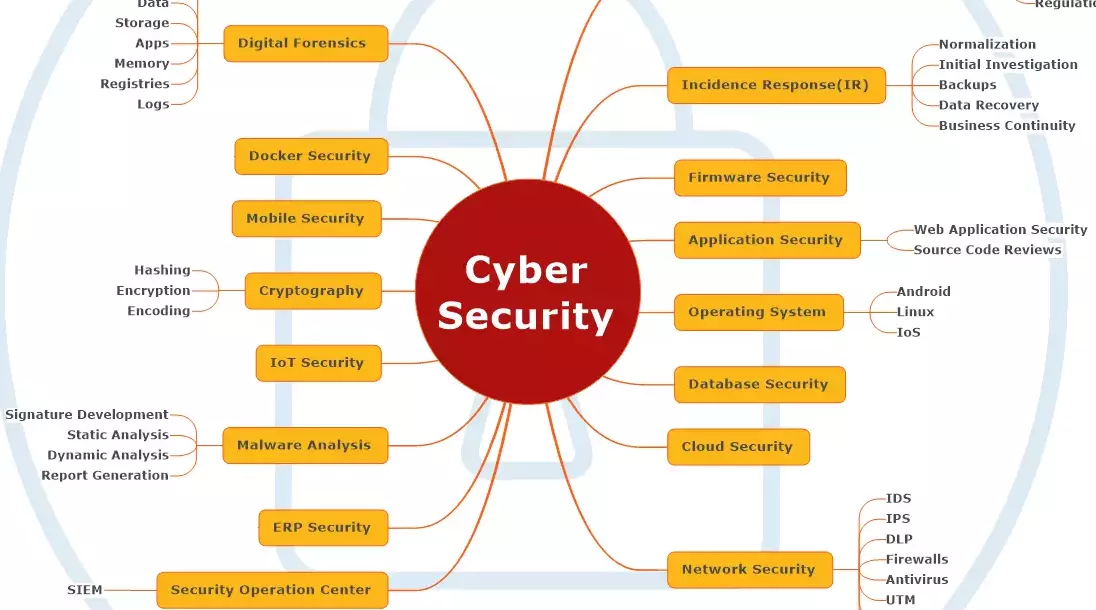 Data
Storage
Apps
Memory
Registries
Logs
Digital Forensics
Docker Security
Mobile Security
Hashing
Encryption
Encoding
Cryptography
IoT Security
Signature Development
Static Analysis
Dynamic Analysis
Report Generation
Malware Analysis
ERP Security
SIEM
Security Operation Center
Cyber
Security
Incidence Response(IR)
Normalization
Initial Investigation
Backups
Data Recovery
Business Continuity
Firmware Security
Application Security
Web Application Security
Source Code Reviews
Operating System
Android
Linux
IoS
Database Security
Cloud Security
Network Security
IDS
IPS
DLP
Firewalls
Antivirus
UTM